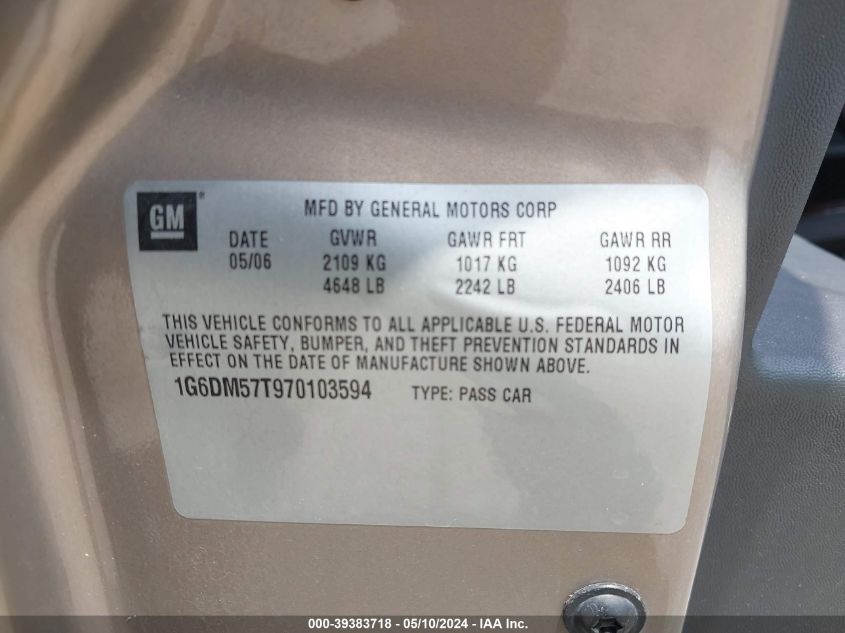 GM ®
MFD BY GENERAL MOTORS CORP
DATE GVWR GAWR FRT GAWR RR
05/06 2109 KG 1017 KG 1092 KG
4648 LB 2242 LB 2406 LB
THIS VEHICLE CONFORMS TO ALL APPLICABLE U.S. FEDERAL MOTOR
VEHICLE SAFETY, BUMPER, AND THEFT PREVENTION STANDARDS IN
EFFECT ON THE DATE OF MANUFACTURE SHOWN ABOVE.
1G6DM57T970103594 TYPE: PASS CAR
000-39383718 - 05/10/2024 - IAA Inc.